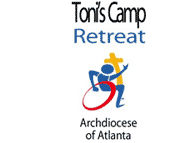 Toni's Camp
Retreat
Archdiocese
of Atlanta